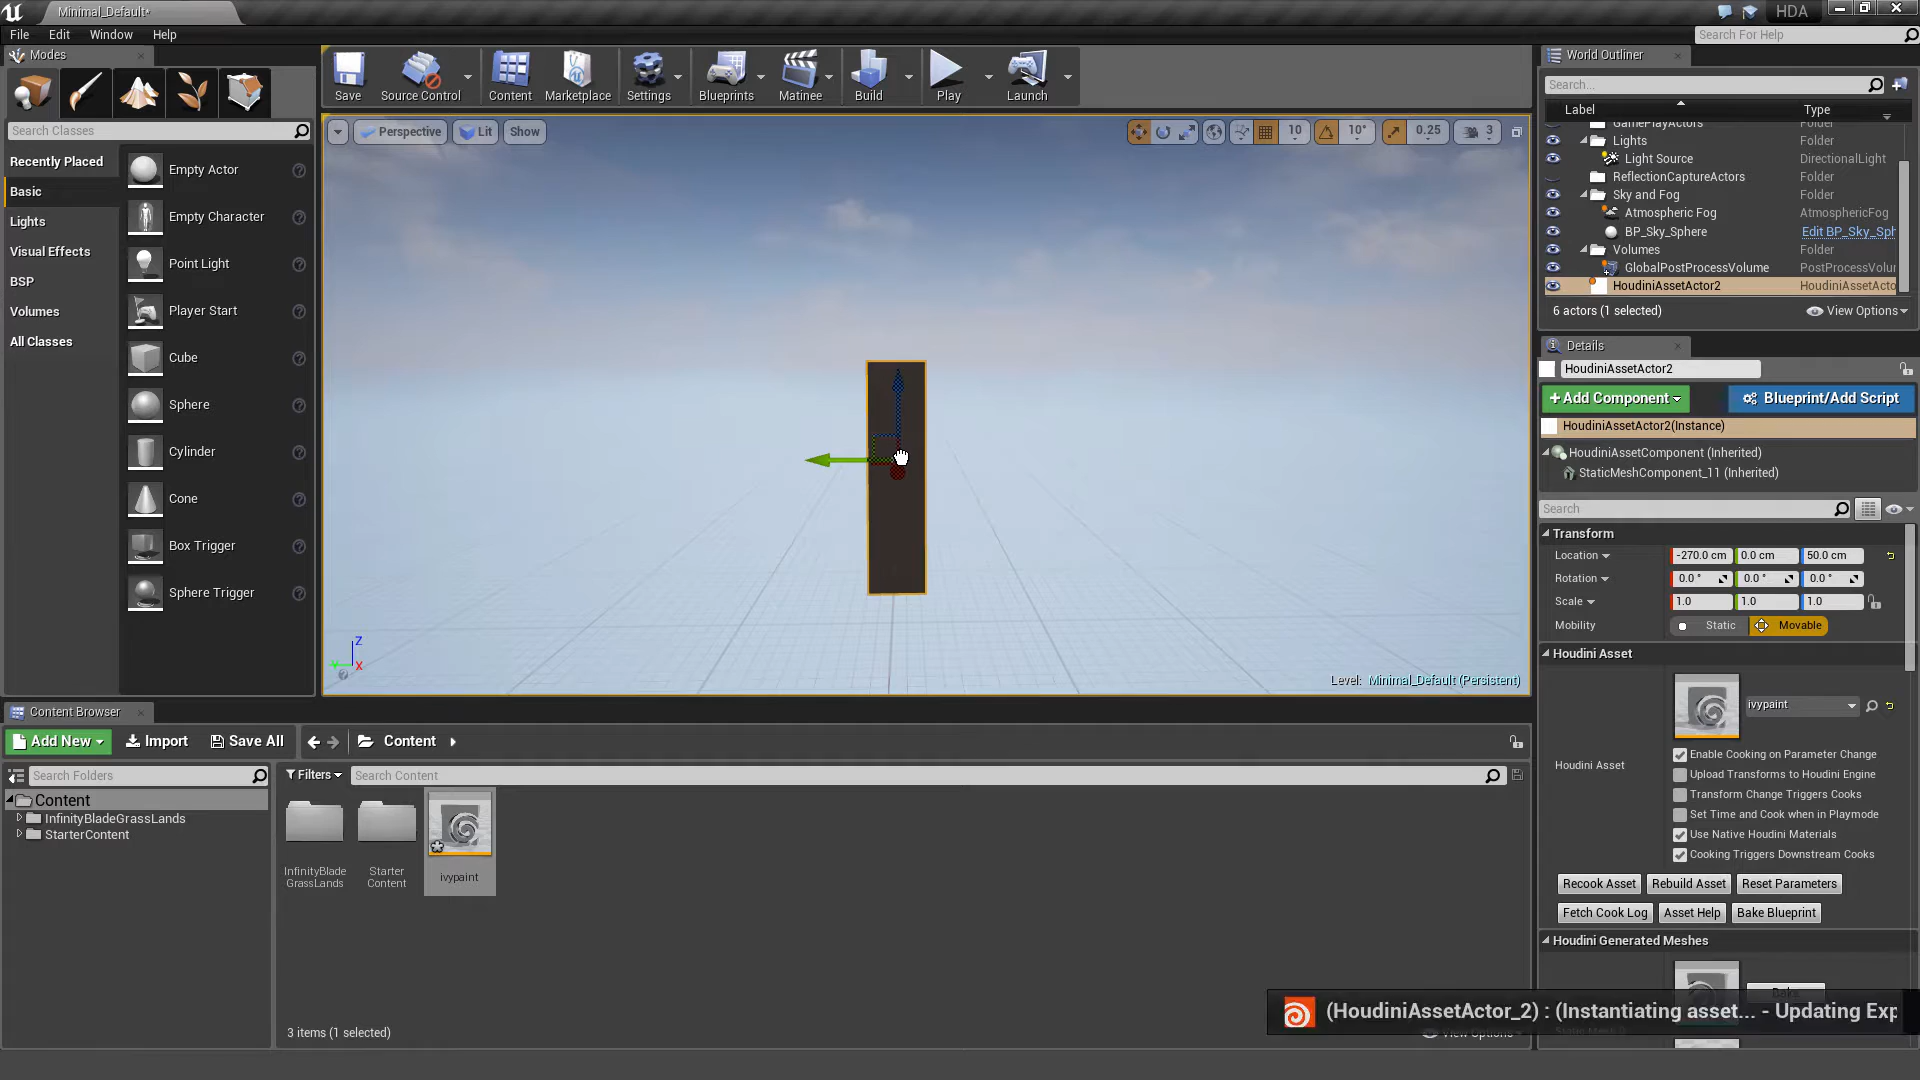 Minimal_Default*
HDA
File Edit Window Help
Search For Help
Modes
Search Classes
Recently Placed
Basic
Lights
Visual Effects
BSP
Volumes
All Classes
Empty Actor
Empty Character
Point Light
Player Start
Cube
Sphere
Cylinder
Cone
Box Trigger
Sphere Trigger
Save Source Control Content Marketplace Settings Blueprints Matinee Build Play Launch
Perspective Lit Show
10 10° 0.25 3
Z
Y X
Level: Minimal_Default (Persistent)
World Outliner
Search...
Label Type
GamePlayActors Folder
Lights Folder
Light Source DirectionalLight
ReflectionCaptureActors Folder
Sky and Fog Folder
Atmospheric Fog AtmosphericFog
BP_Sky_Sphere Edit BP_Sky_Sph
Volumes Folder
GlobalPostProcessVolume PostProcessVolur
HoudiniAssetActor2 HoudiniAssetActo
6 actors (1 selected) View Options
Details
HoudiniAssetActor2
+Add Component Blueprint/Add Script
HoudiniAssetActor2(Instance)
HoudiniAssetComponent (Inherited)
StaticMeshComponent_11 (Inherited)
Search
Transform
Location -270.0 cm 0.0 cm 50.0 cm
Rotation 0.0 ° 0.0 ° 0.0 °
Scale 1.0 1.0 1.0
Mobility Static Movable
Houdini Asset
ivypaint
Houdini Asset
Enable Cooking on Parameter Change
Upload Transforms to Houdini Engine
Transform Change Triggers Cooks
Set Time and Cook when in Playmode
Use Native Houdini Materials
Cooking Triggers Downstream Cooks
Recook Asset Rebuild Asset Reset Parameters
Fetch Cook Log Asset Help Bake Blueprint
Houdini Generated Meshes
Content Browser
Add New Import Save All Content
Search Folders
Content
InfinityBladeGrassLands
StarterContent
Filters Search Content
InfinityBlade
GrassLands
Starter
Content
ivypaint
3 items (1 selected)
View Options
(HoudiniAssetActor_2) : (Instantiating asset... - Updating Exp